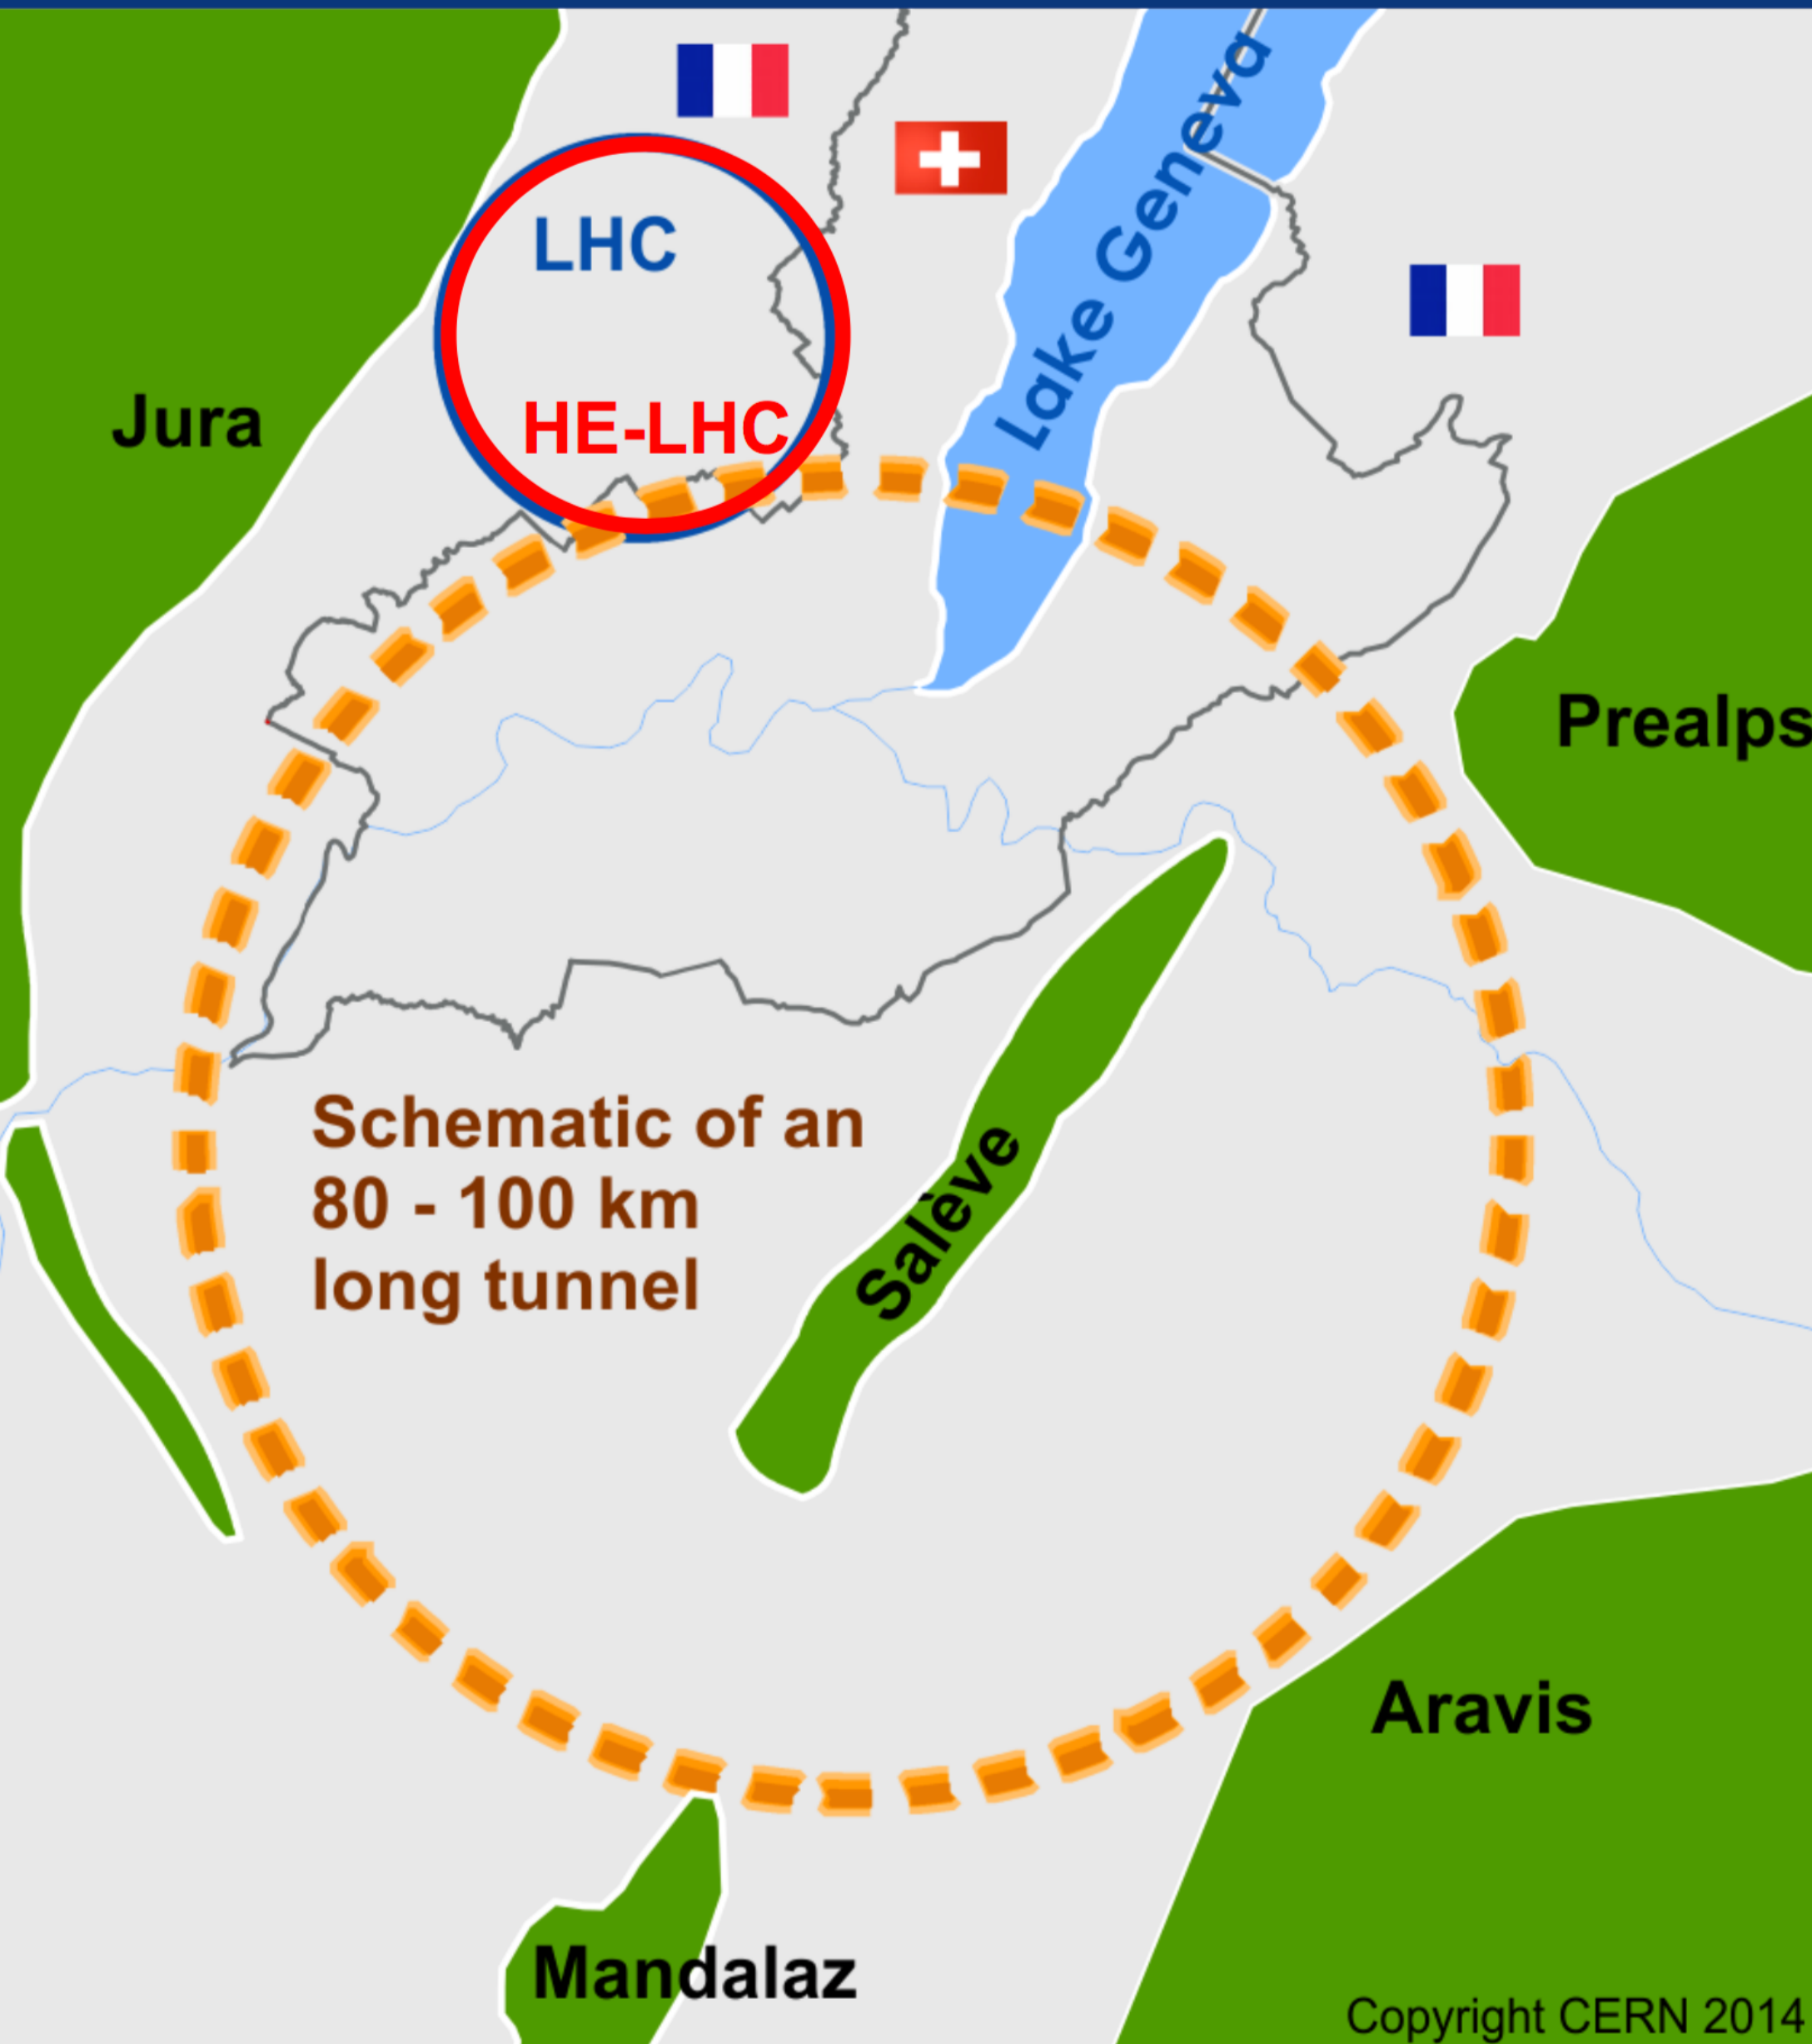 LHC
Lake Geneva
Jura
HE-LHC
Prealps
Schematic of an
80 - 100 km
long tunnel
Salève
Aravis
Mandalaz
Copyright CERN 2014